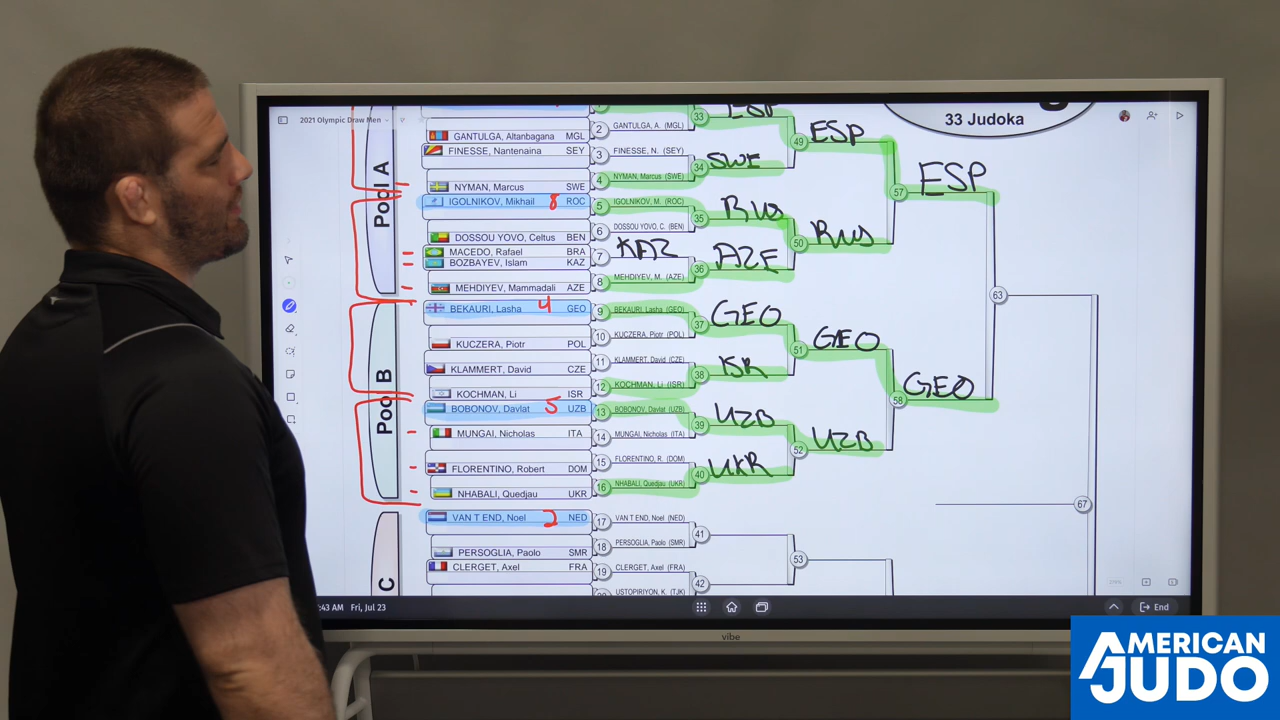 2021 Olympic Draw Men
33 Judoka
Pool A
GANTULGA, Altanbagana MGL
FINESSE, Nantenaina SEY
NYMAN, Marcus SWE
IGOLNIKOV, Mikhail 8 ROC
DOSSOU YOVO, Celtus BEN
MACEDO, Rafael BRA
BOZBAYEV, Islam KAZ
MEHDIYEV, Mammadali AZE
Pool B
BEKAURI, Lasha 4 GEO
KUCZERA, Piotr POL
KLAMMERT, David CZE
KOCHMAN, Li ISR
BOBONOV, Davlat 5 UZB
MUNGAI, Nicholas ITA
FLORENTINO, Robert DOM
NHABALI, Quedjau UKR
C
VAN T END, Noel 2 NED
PERSOGLIA, Paolo SMR
CLERGET, Axel FRA
2 GANTULGA, A. (MGL)
3 FINESSE, N. (SEY)
4 NYMAN, Marcus (SWE)
5 IGOLNIKOV, M. (ROC)
6 DOSSOU YOVO, C. (BEN)
7 KAZ
8 MEHDIYEV, M. (AZE)
9 BEKAURI, Lasha (GEO)
10 KUCZERA, Piotr (POL)
11 KLAMMERT, David (CZE)
12 KOCHMAN, Li (ISR)
13 BOBONOV, Davlat (UZB)
14 MUNGAI, Nicholas (ITA)
15 FLORENTINO, R. (DOM)
16 NHABALI, Quedjau (UKR)
17 VAN T END, Noel (NED)
18 PERSOGLIA, Paolo (SMR)
19 CLERGET, Axel (FRA)
USTOPIRIYON, K. (TJK)
33 ESP
34 SWE
35 RUS
36 AZE
37 GEO
38 ISR
39 UZB
40 UKR
41
42
49 ESP
50 RUS
51 GEO
52 UZB
53
57 ESP
58 GEO
63
67
:43 AM Fri, Jul 23
End
vibe
AMERICAN
JUDO